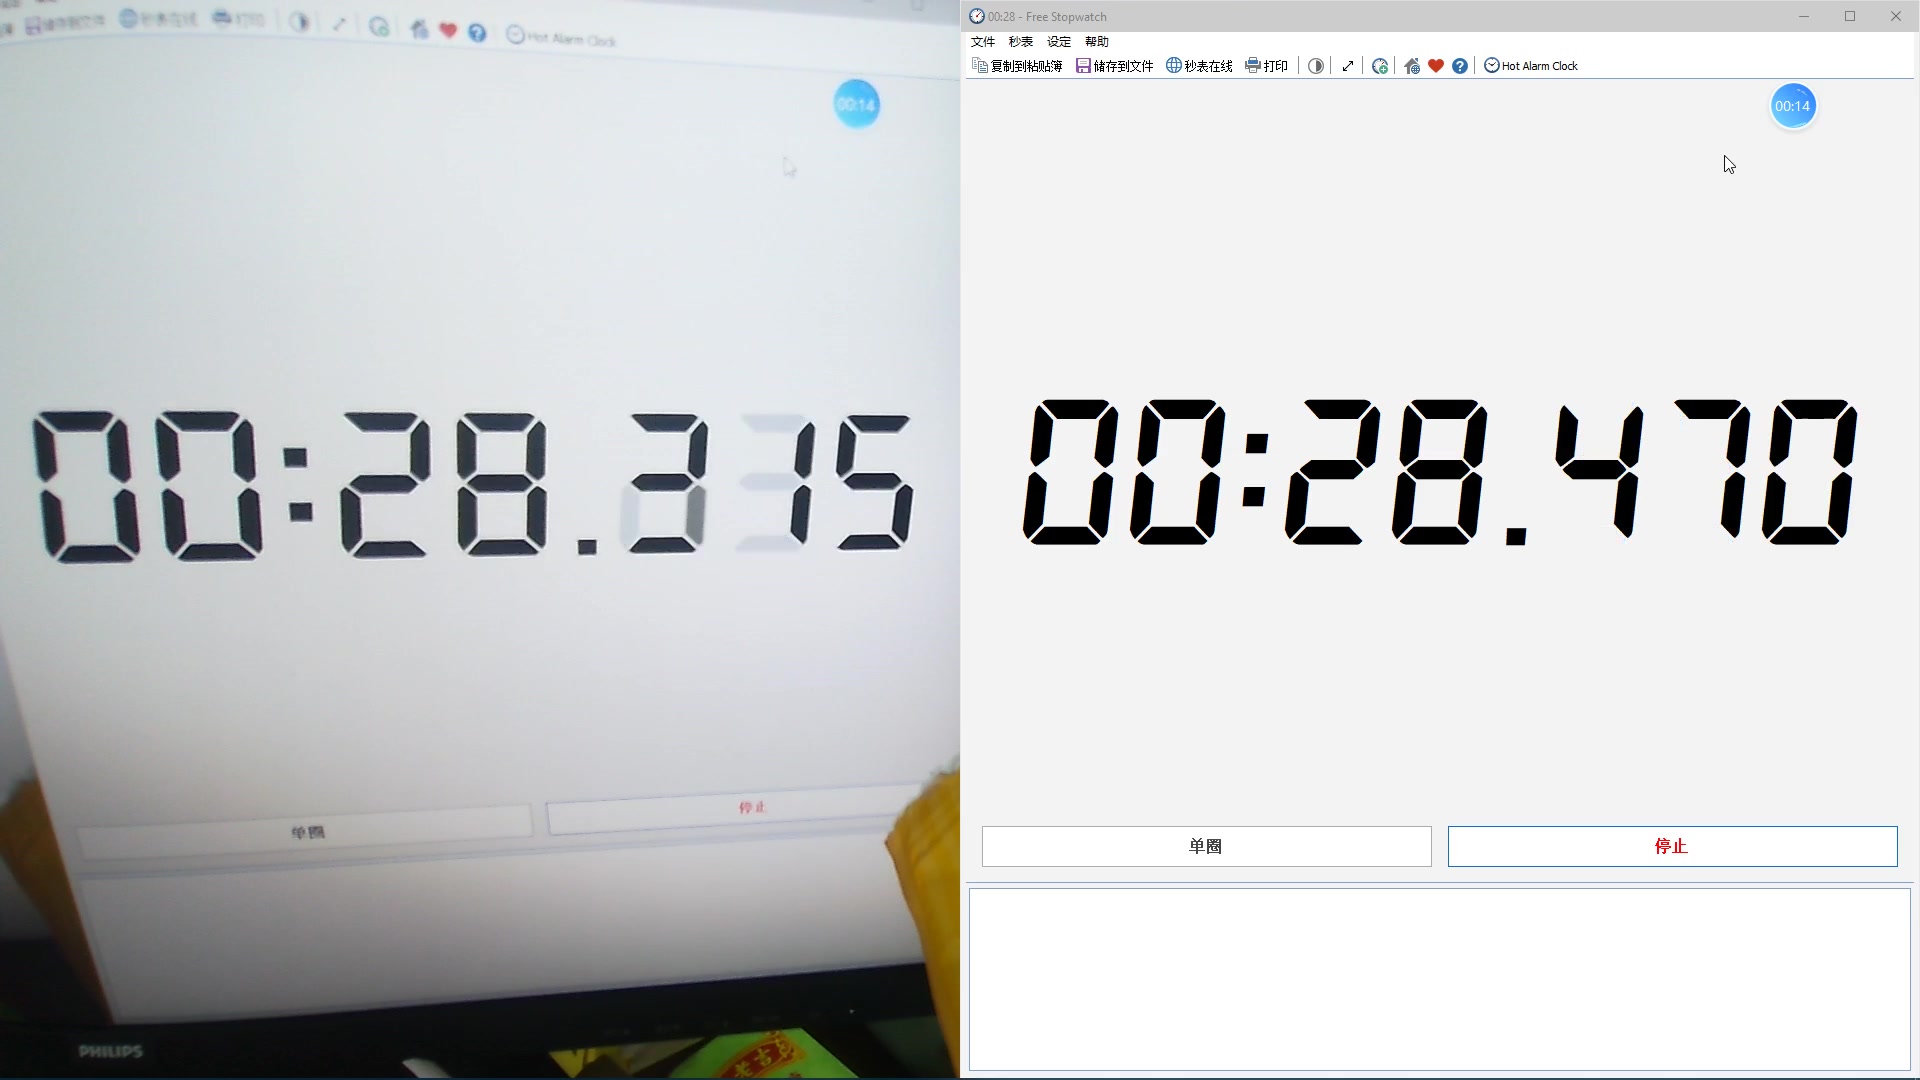 储存到文件 秒表在线 打印 Hot Alarm Clock
00:14
00:28.315
单圈 停止
PHILIPS
00:28 - Free Stopwatch
文件 秒表 设定 帮助
复制到粘贴簿 储存到文件 秒表在线 打印 Hot Alarm Clock
00:14
00:28.470
单圈 停止